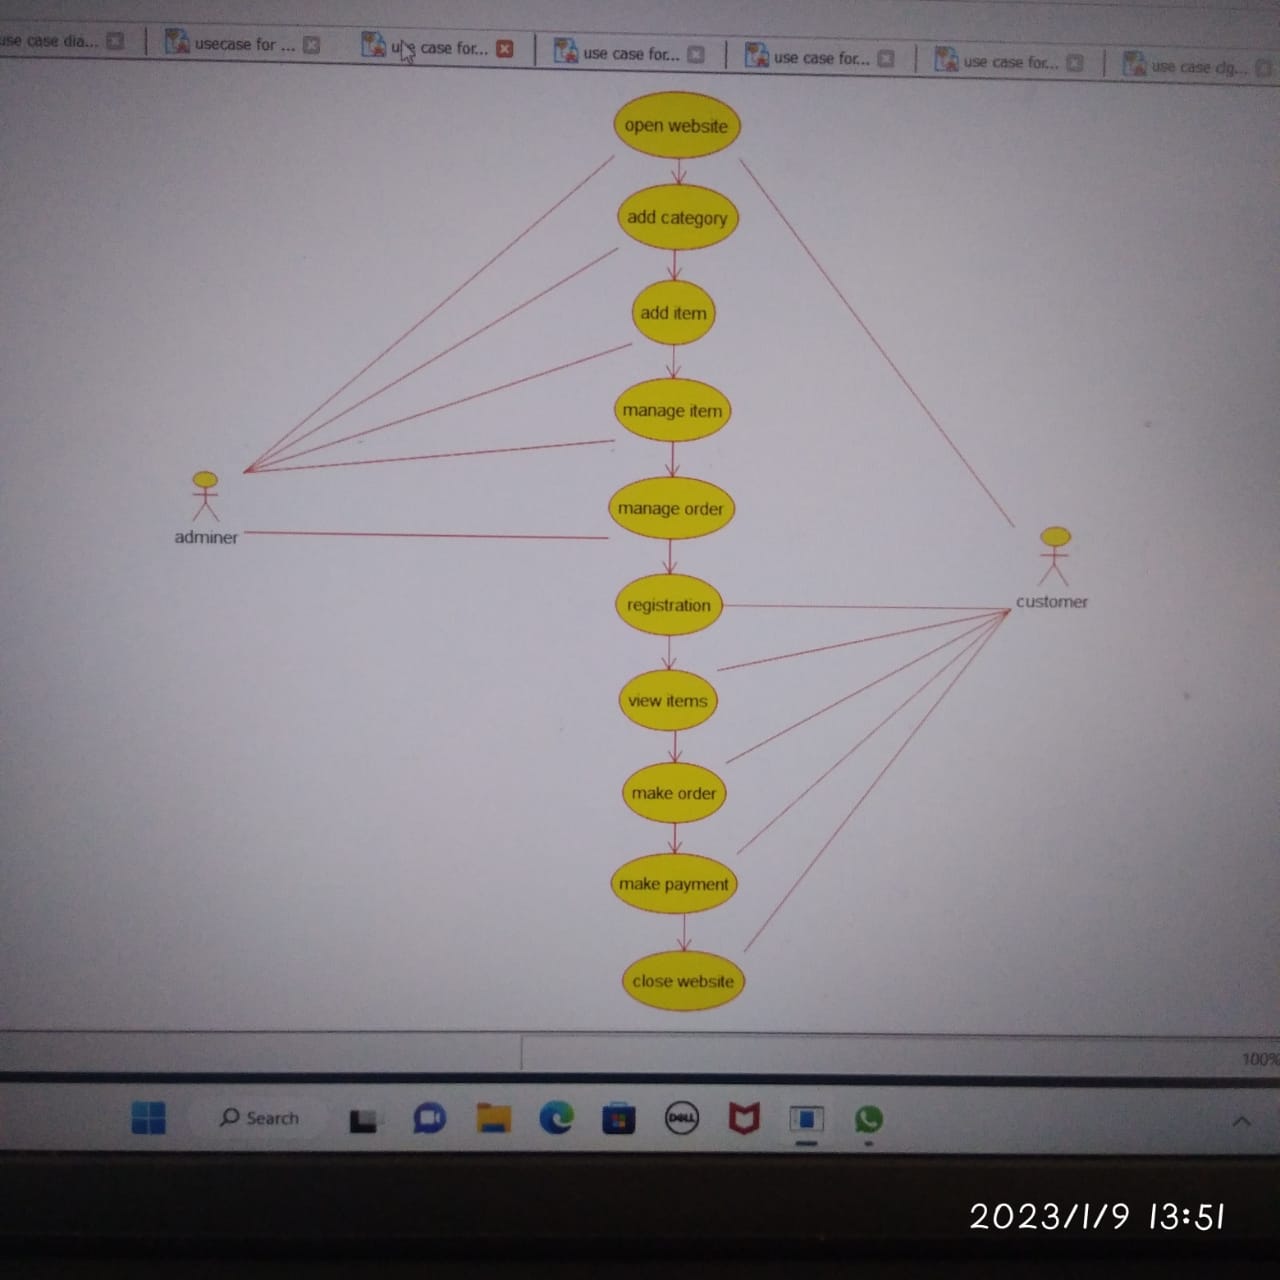 use case dia...
usecase for ...
use case for...
use case for...
use case for...
use case for...
use case dg...
open website
add category
add item
manage item
manage order
adminer
registration
customer
view items
make order
make payment
close website
100%
Search
DELL
2023/1/9 13:51